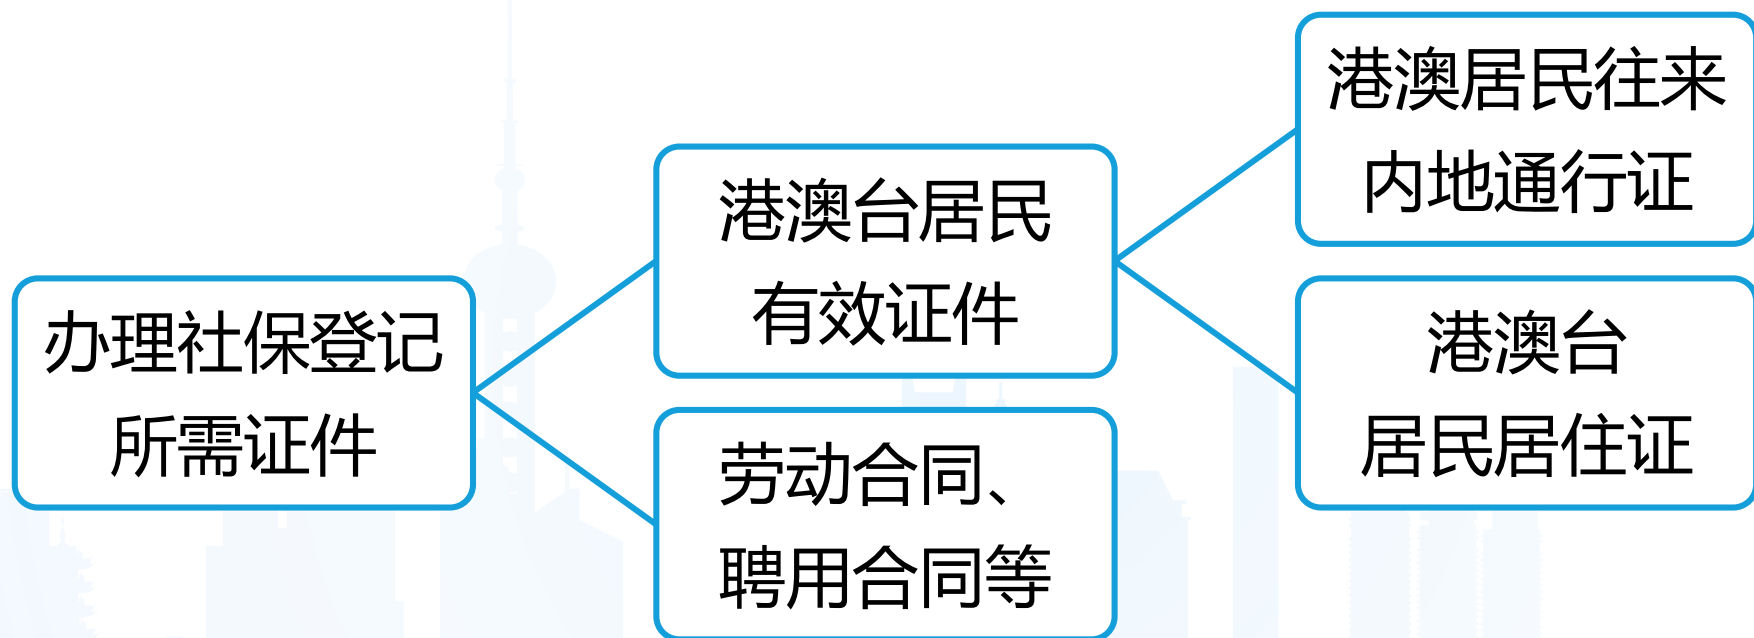 办理社保登记
所需证件
港澳台居民
有效证件
劳动合同、
聘用合同等
港澳居民往来
内地通行证
港澳台
居民居住证